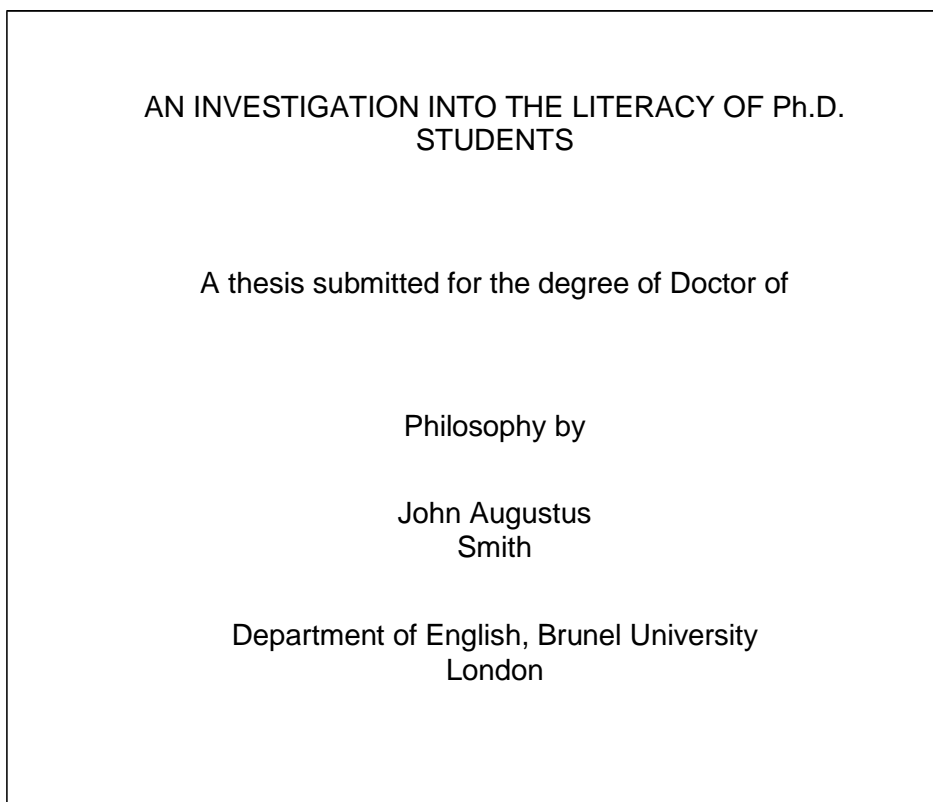 AN INVESTIGATION INTO THE LITERACY OF Ph.D.
STUDENTS
A thesis submitted for the degree of Doctor of
Philosophy by
John Augustus
Smith
Department of English, Brunel University
London